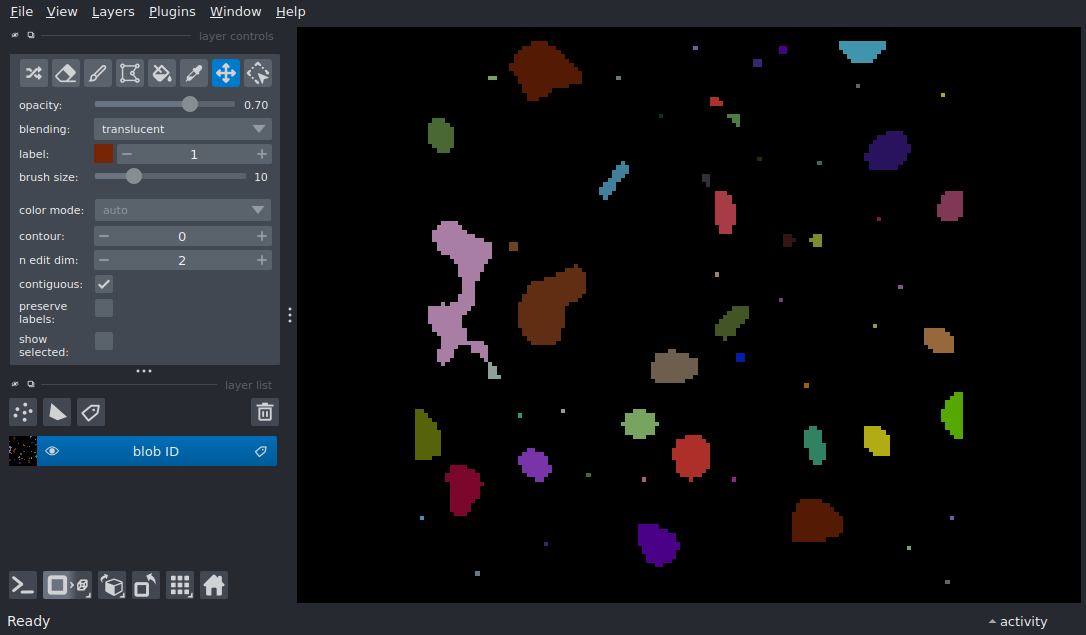 File View Layers Plugins Window Help
layer controls
opacity: 0.70
blending: translucent
label: 1
brush size: 10
color mode: auto
contour: 0
n edit dim: 2
contiguous:
preserve
labels:
show
selected:
layer list
blob ID
Ready
activity